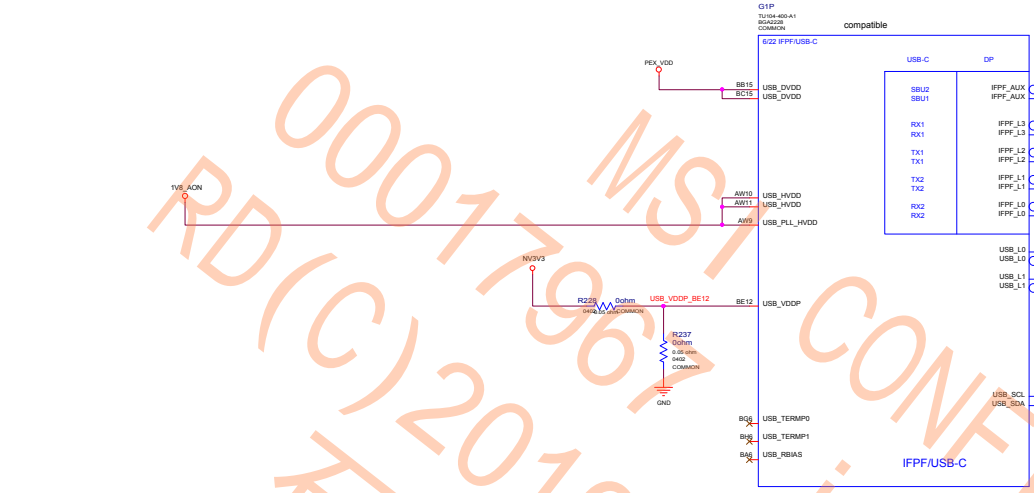 G1P
TU104-400-A1
BGA2228
COMMON
compatible
6/22 IFPF/USB-C
USB-C DP
PEX_VDD
BB15 USB_DVDD
BC15 USB_DVDD
SBU2 IFPF_AUX
SBU1 IFPF_AUX
RX1 IFPF_L3
RX1 IFPF_L3
TX1 IFPF_L2
TX1 IFPF_L2
TX2 IFPF_L1
TX2 IFPF_L1
RX2 IFPF_L0
RX2 IFPF_L0
1V8_AON
AW10 USB_HVDD
AW11 USB_HVDD
AW9 USB_PLL_HVDD
USB_L0
USB_L0
USB_L1
USB_L1
NV3V3
R228 0ohm
0402 0.05 ohm COMMON
USB_VDDP_BE12
BE12 USB_VDDP
R237
0ohm
0.05 ohm
0402
COMMON
GND
USB_SCL
USB_SDA
BG6 USB_TERMP0
BH6 USB_TERMP1
BA6 USB_RBIAS
IFPF/USB-C
MSI CONF
00017967
RD(C)201